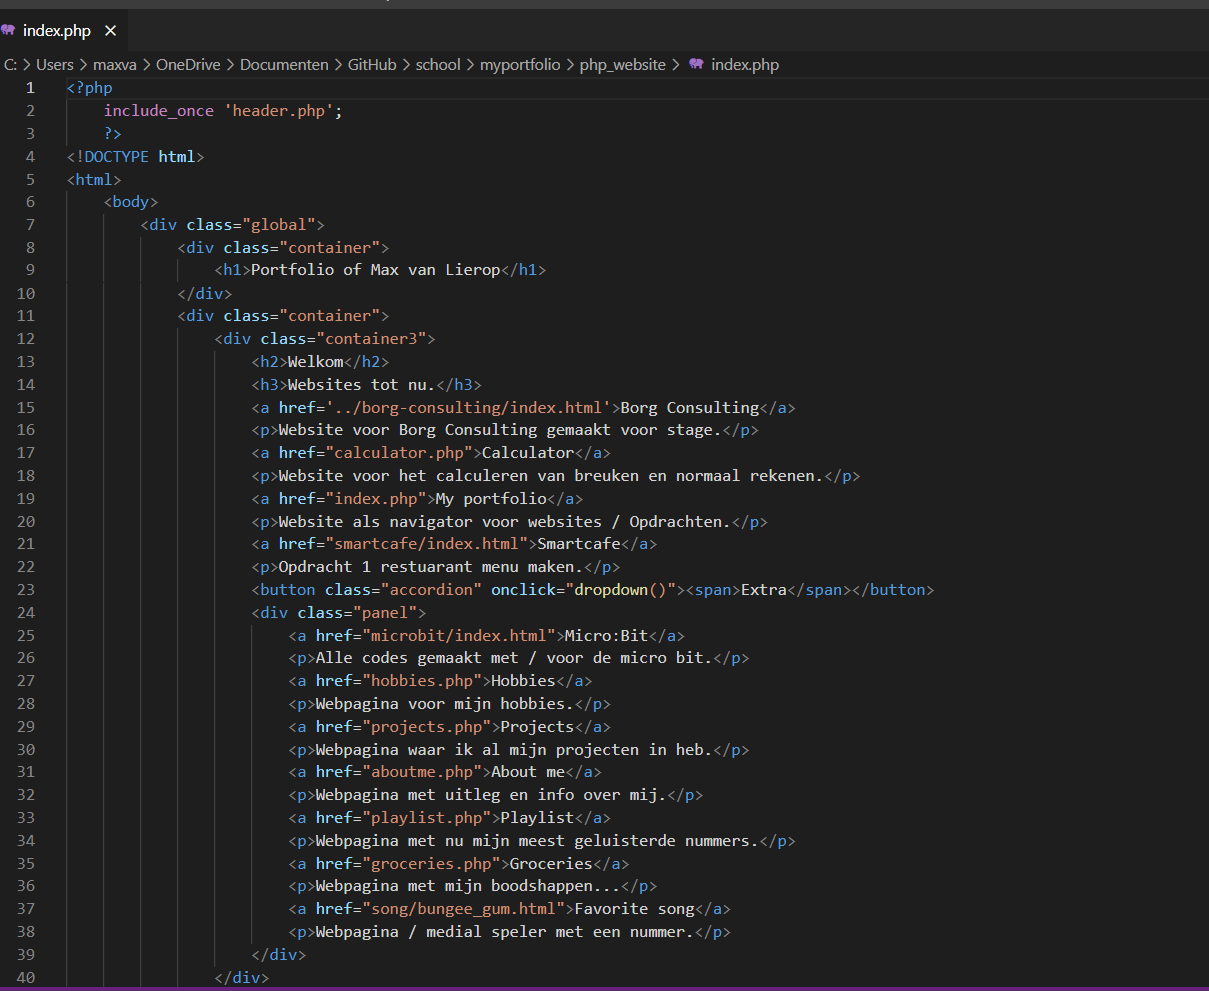 index.php
C: > Users > maxva > OneDrive > Documenten > GitHub > school > myportfolio > php_website > index.php
1 <?php
2 include_once 'header.php';
3 ?>
4 <!DOCTYPE html>
5 <html>
6 <body>
7 <div class="global">
8 <div class="container">
9 <h1>Portfolio of Max van Lierop</h1>
10 </div>
11 <div class="container">
12 <div class="container3">
13 <h2>Welkom</h2>
14 <h3>Websites tot nu.</h3>
15 <a href='../borg-consulting/index.html'>Borg Consulting</a>
16 <p>Website voor Borg Consulting gemaakt voor stage.</p>
17 <a href="calculator.php">Calculator</a>
18 <p>Website voor het calculeren van breuken en normaal rekenen.</p>
19 <a href="index.php">My portfolio</a>
20 <p>Website als navigator voor websites / Opdrachten.</p>
21 <a href="smartcafe/index.html">Smartcafe</a>
22 <p>Opdracht 1 restuarant menu maken.</p>
23 <button class="accordion" onclick="dropdown()"><span>Extra</span></button>
24 <div class="panel">
25 <a href="microbit/index.html">Micro:Bit</a>
26 <p>Alle codes gemaakt met / voor de micro bit.</p>
27 <a href="hobbies.php">Hobbies</a>
28 <p>Webpagina voor mijn hobbies.</p>
29 <a href="projects.php">Projects</a>
30 <p>Webpagina waar ik al mijn projecten in heb.</p>
31 <a href="aboutme.php">About me</a>
32 <p>Webpagina met uitleg en info over mij.</p>
33 <a href="playlist.php">Playlist</a>
34 <p>Webpagina met nu mijn meest geluisterde nummers.</p>
35 <a href="groceries.php">Groceries</a>
36 <p>Webpagina met mijn boodshappen...</p>
37 <a href="song/bungee_gum.html">Favorite song</a>
38 <p>Webpagina / medial speler met een nummer.</p>
39 </div>
40 </div>